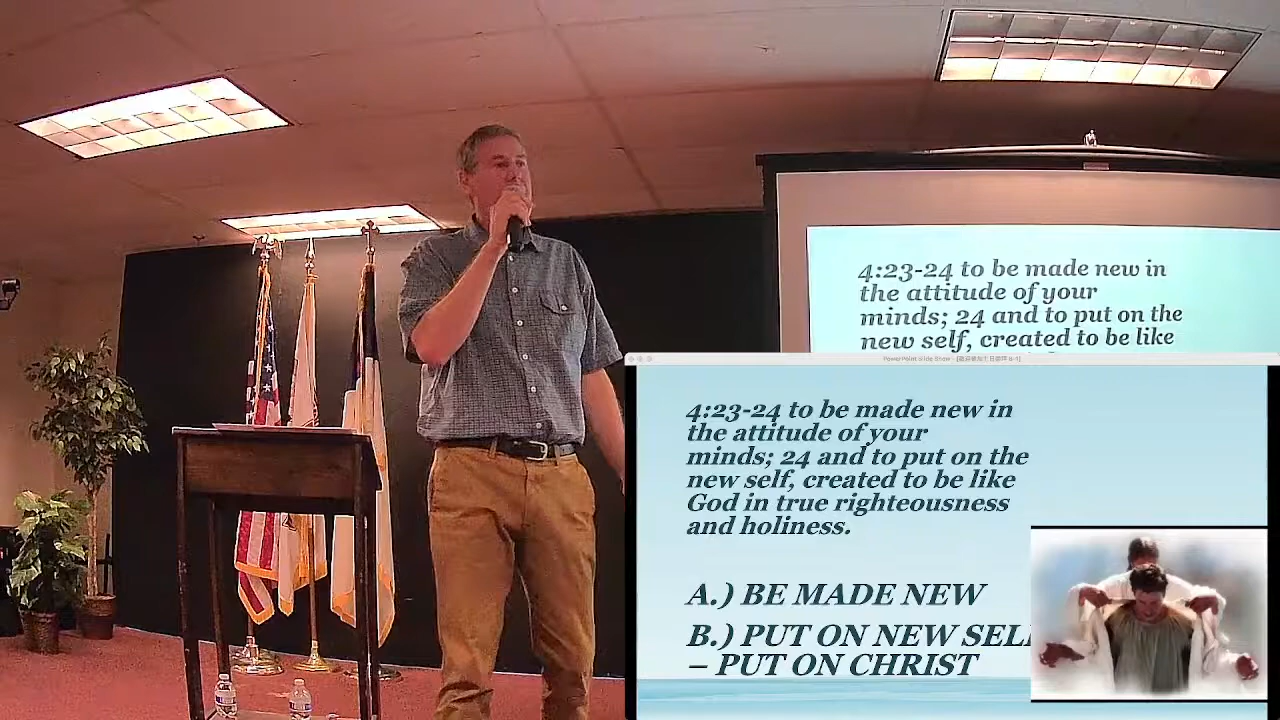 4:23-24 to be made new in
the attitude of your
minds; 24 and to put on the
new self, created to be like
4:23-24 to be made new in
the attitude of your
minds; 24 and to put on the
new self, created to be like
God in true righteousness
and holiness.
A.) BE MADE NEW
B.) PUT ON NEW SELF
– PUT ON CHRIST